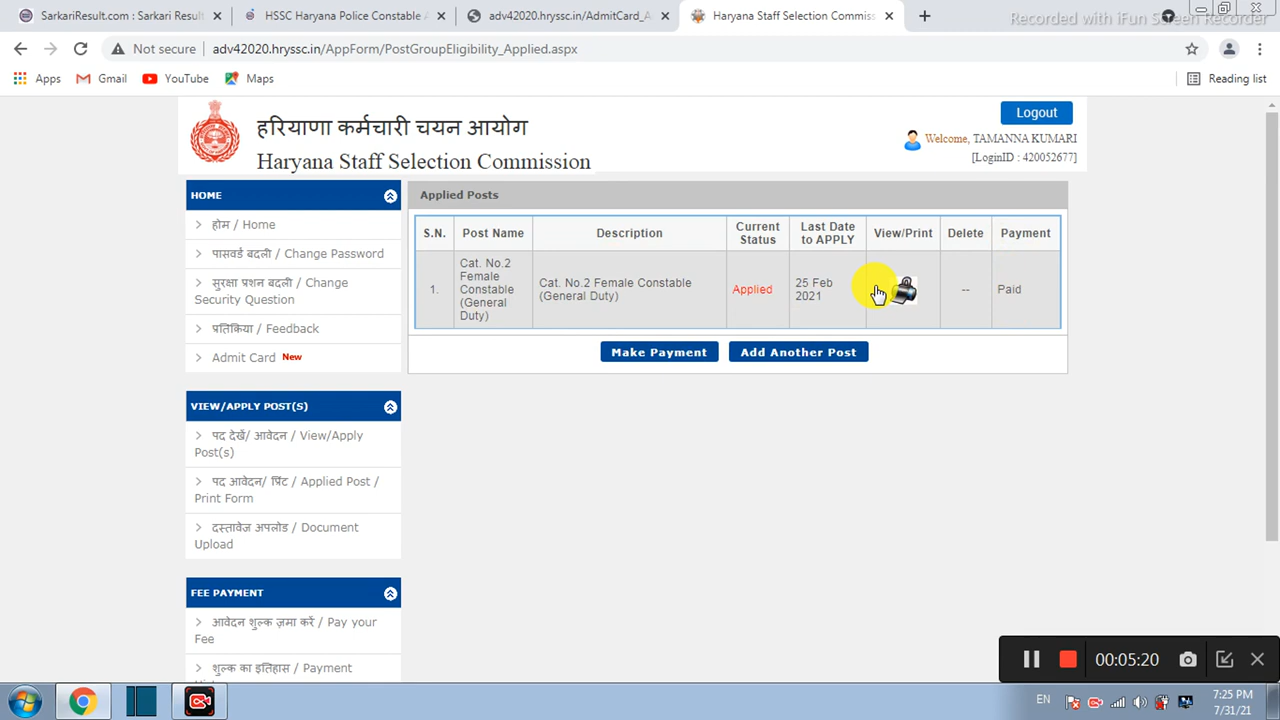 SarkariResult.com : Sarkari Result
HSSC Haryana Police Constable A
adv42020.hryssc.in/AdmitCard_A
Haryana Staff Selection Commiss
Recorded with iFun Screen Recorder
Not secure
adv42020.hryssc.in/AppForm/PostGroupEligibility_Applied.aspx
Apps
Gmail
YouTube
Maps
Reading list
हरियाणा कर्मचारी चयन आयोग
Haryana Staff Selection Commission
Logout
Welcome, TAMANNA KUMARI
[LoginID : 420052677]
HOME
होम / Home
पासवर्ड बदली / Change Password
सुरक्षा प्रशन बदली / Change
Security Question
प्रतिकिया / Feedback
Admit Card New
VIEW/APPLY POST(S)
पद देखें/ आवेदन / View/Apply
Post(s)
पद आवेदन/ प्रिंट / Applied Post /
Print Form
दस्तावेज अपलोड / Document
Upload
FEE PAYMENT
आवेदन शुल्क ज़मा करें / Pay your
Fee
शुल्क का इतिहास / Payment
Applied Posts
S.N. Post Name Description Current Status Last Date to APPLY View/Print Delete Payment
1. Cat. No.2 Female Constable (General Duty) Cat. No.2 Female Constable (General Duty) Applied 25 Feb 2021 -- Paid
Make Payment
Add Another Post
00:05:20
EN
7:25 PM
7/31/21